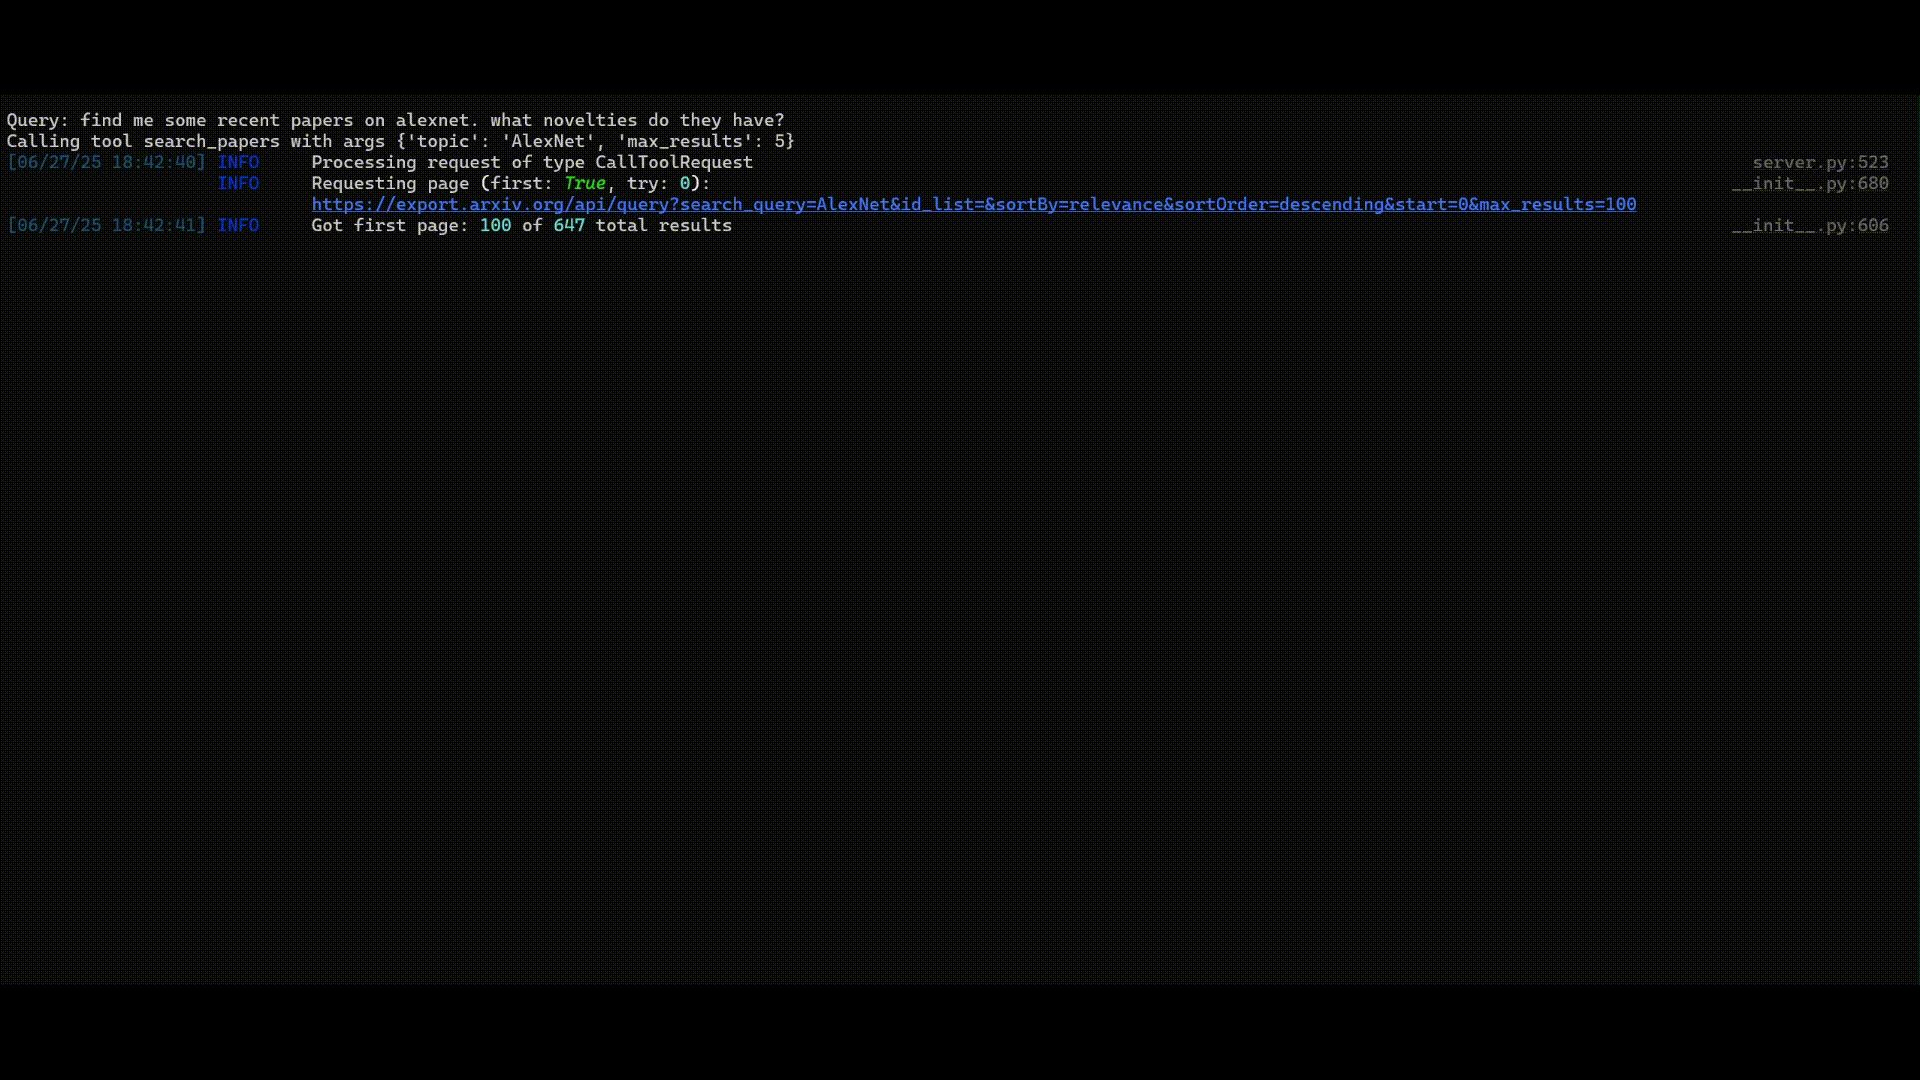 Query: find me some recent papers on alexnet. what novelties do they have?
Calling tool search_papers with args {'topic': 'AlexNet', 'max_results': 5}
[06/27/25 18:42:40] INFO Processing request of type CallToolRequest server.py:523
INFO Requesting page (first: True, try: 0): __init__.py:680
https://export.arxiv.org/api/query?search_query=AlexNet&id_list=&sortBy=relevance&sortOrder=descending&start=0&max_results=100
[06/27/25 18:42:41] INFO Got first page: 100 of 647 total results __init__.py:606